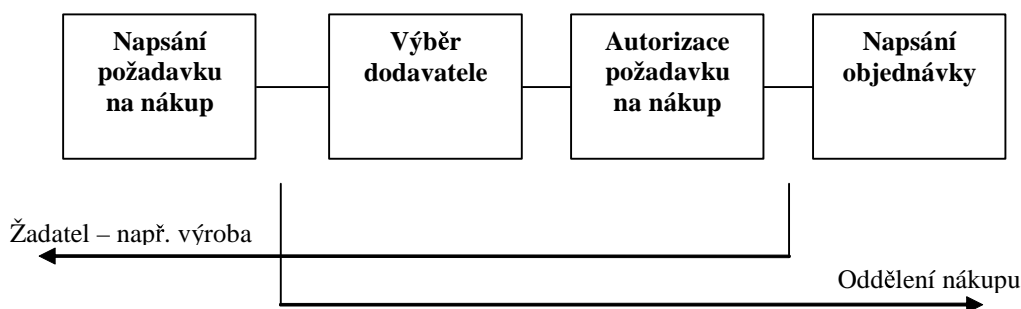 Napsání
požadavku
na nákup
Výběr
dodavatele
Autorizace
požadavku
na nákup
Napsání
objednávky
Žadatel – např. výroba
Oddělení nákupu